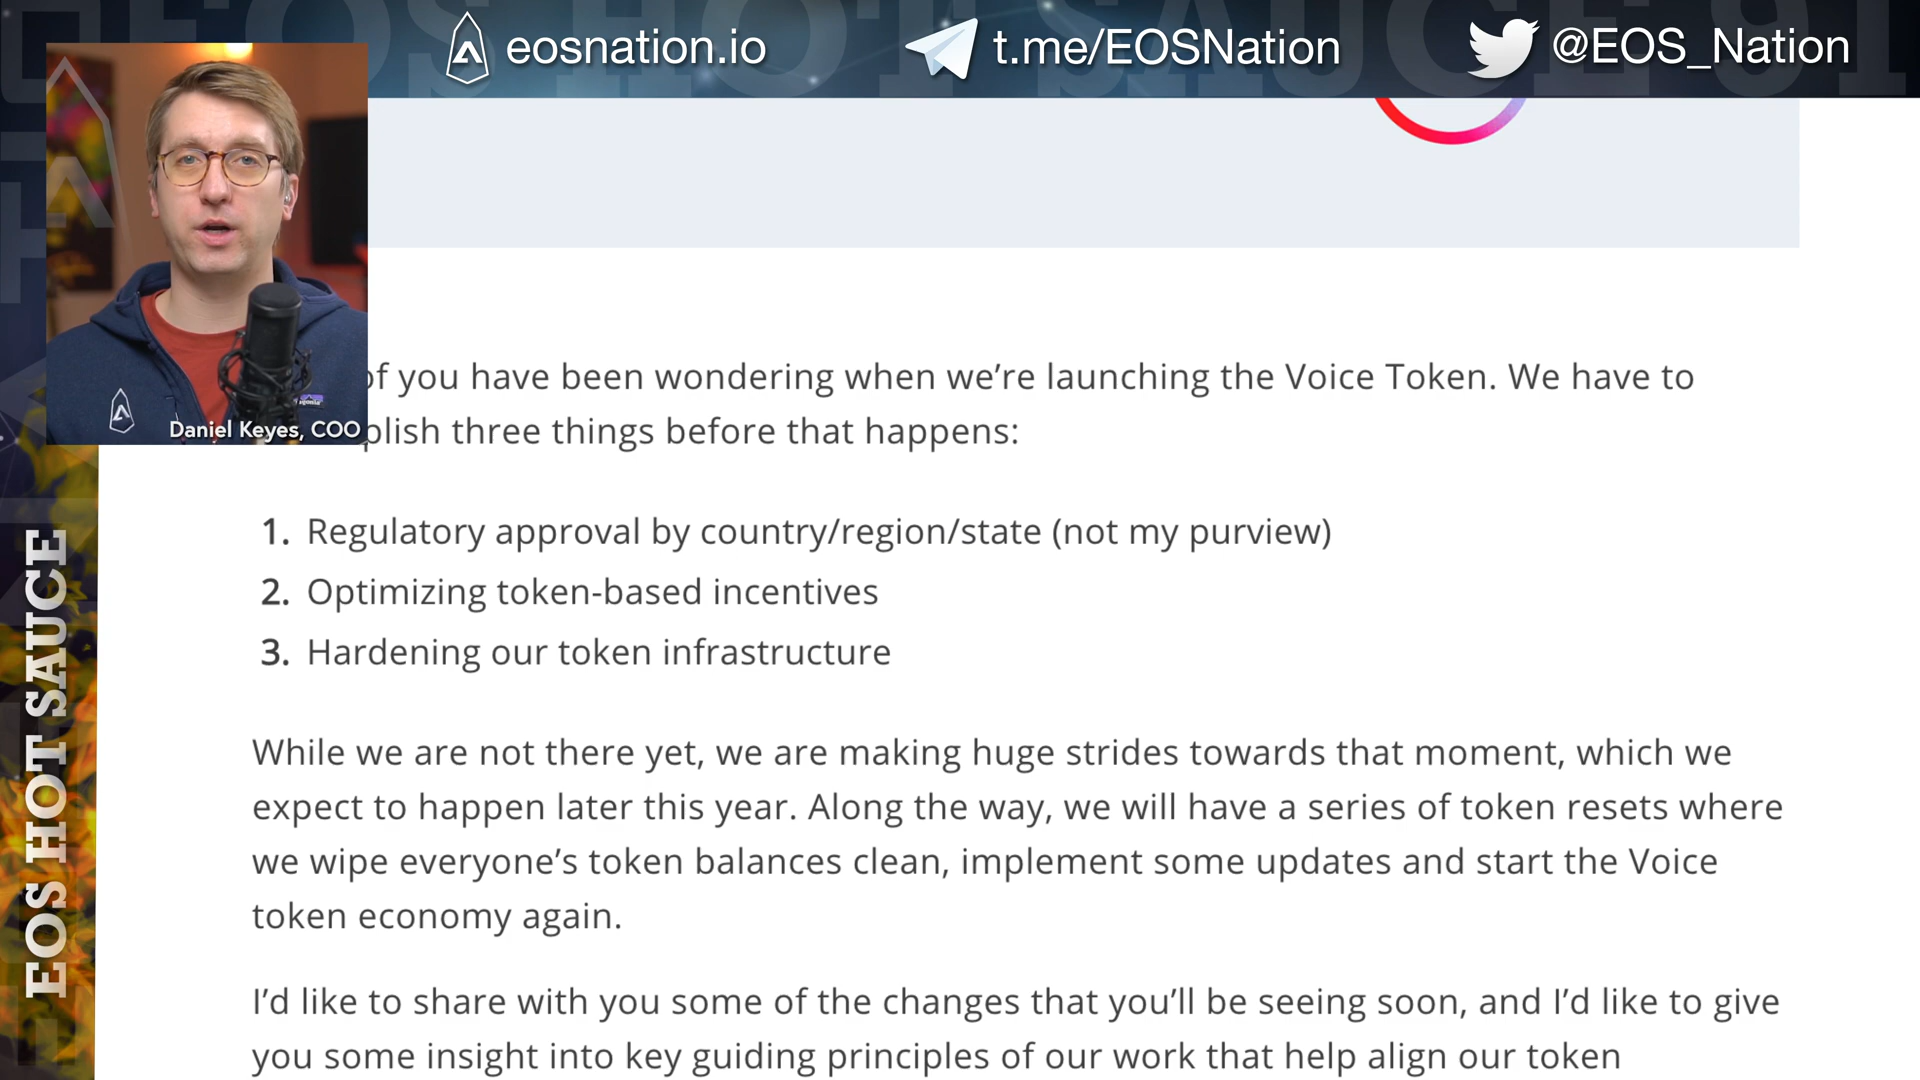 eosnation.io
t.me/EOSNation
@EOS_Nation
Daniel Keyes, COO
of you have been wondering when we’re launching the Voice Token. We have to
plish three things before that happens:
1. Regulatory approval by country/region/state (not my purview)
2. Optimizing token-based incentives
3. Hardening our token infrastructure
While we are not there yet, we are making huge strides towards that moment, which we
expect to happen later this year. Along the way, we will have a series of token resets where
we wipe everyone’s token balances clean, implement some updates and start the Voice
token economy again.
I’d like to share with you some of the changes that you’ll be seeing soon, and I’d like to give
you some insight into key guiding principles of our work that help align our token
EOS HOT SAUCE